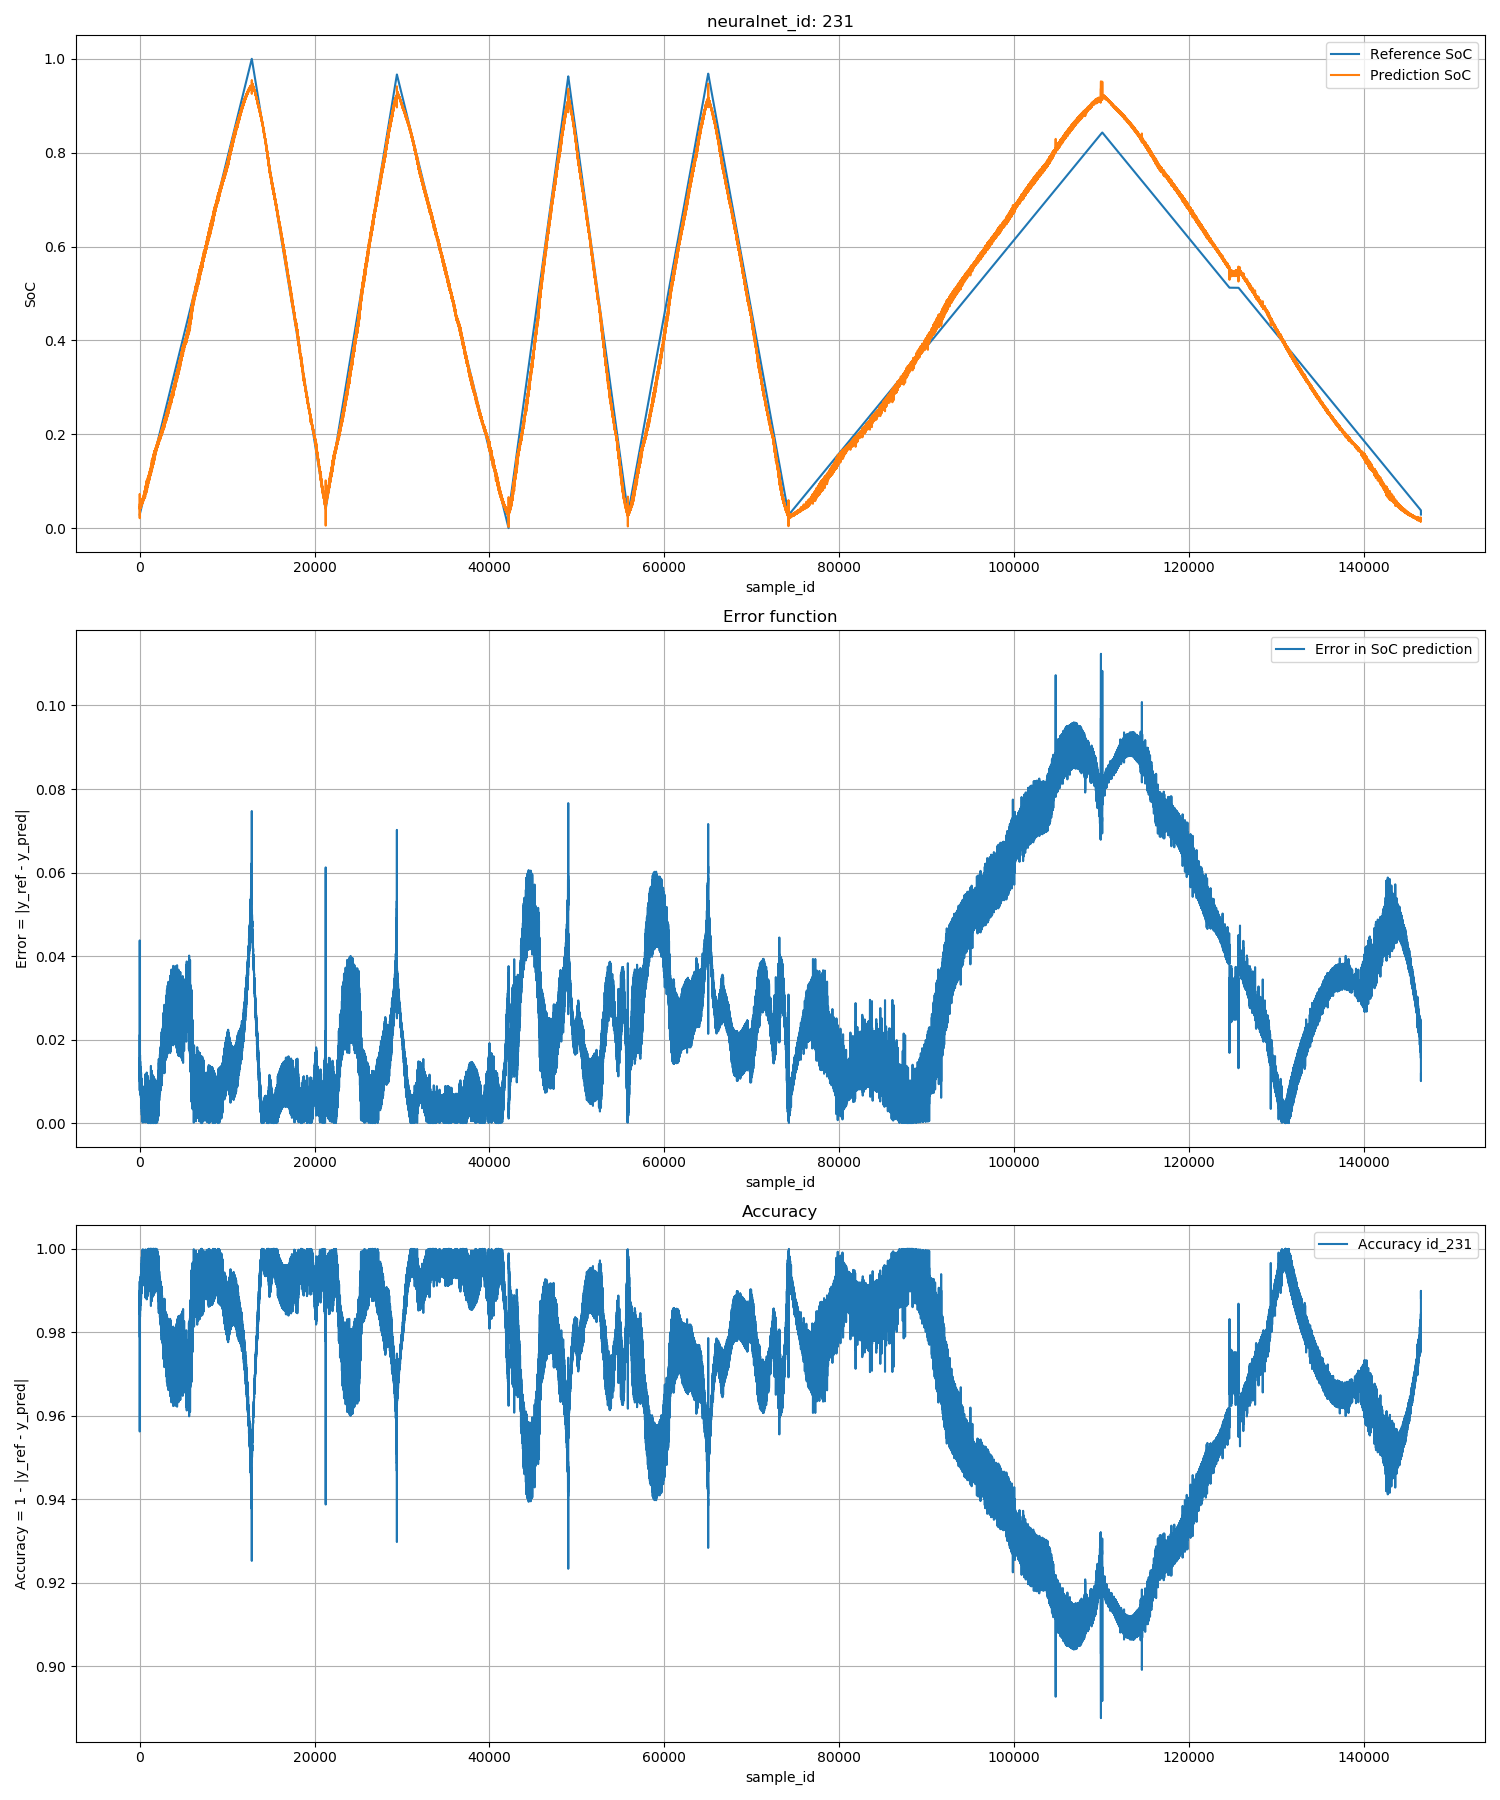 neuralnet_id: 231
Reference SoC
Prediction SoC
1.0
0.8
0.6
0.4
0.2
0.0
SoC
0 20000 40000 60000 80000 100000 120000 140000
sample_id
Error function
Error in SoC prediction
0.10
0.08
0.06
0.04
0.02
0.00
Error = |y_ref - y_pred|
0 20000 40000 60000 80000 100000 120000 140000
sample_id
Accuracy
Accuracy id_231
1.00
0.98
0.96
0.94
0.92
0.90
Accuracy = 1 - |y_ref - y_pred|
0 20000 40000 60000 80000 100000 120000 140000
sample_id